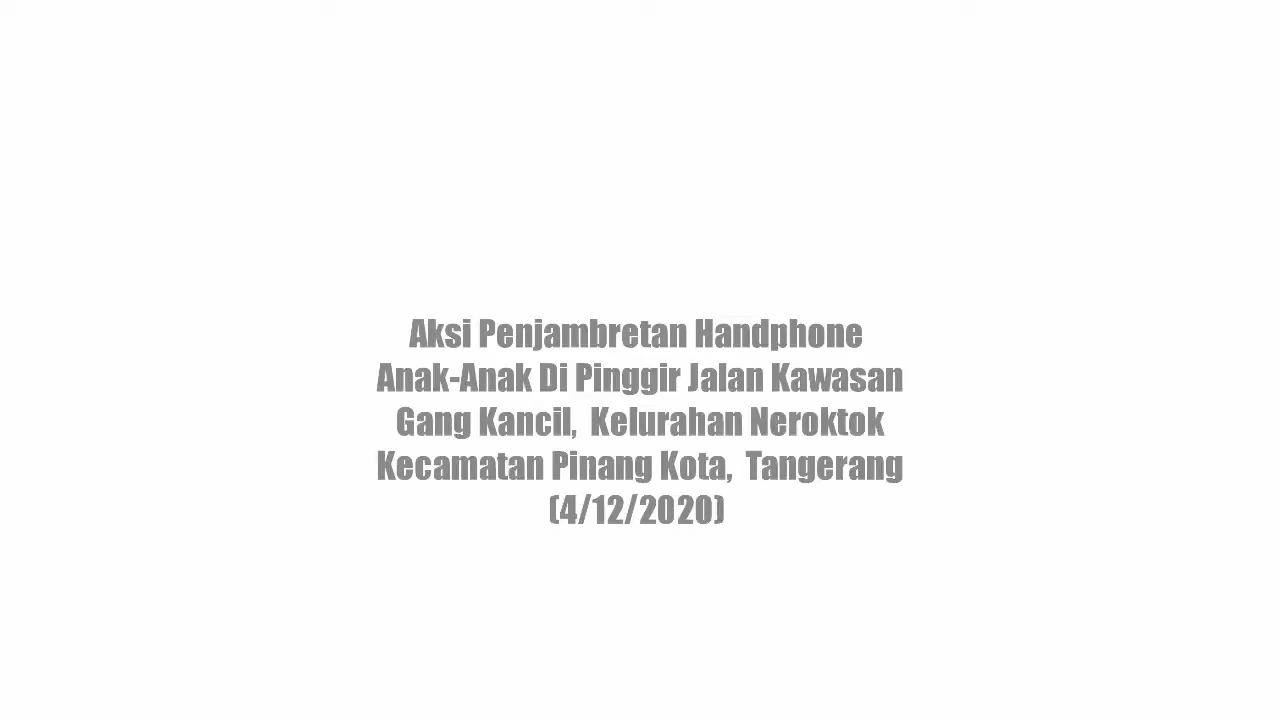 Aksi Penjambretan Handphone
Anak-Anak Di Pinggir Jalan Kawasan
Gang Kancil, Kelurahan Neroktok
Kecamatan Pinang Kota, Tangerang
(4/12/2020)